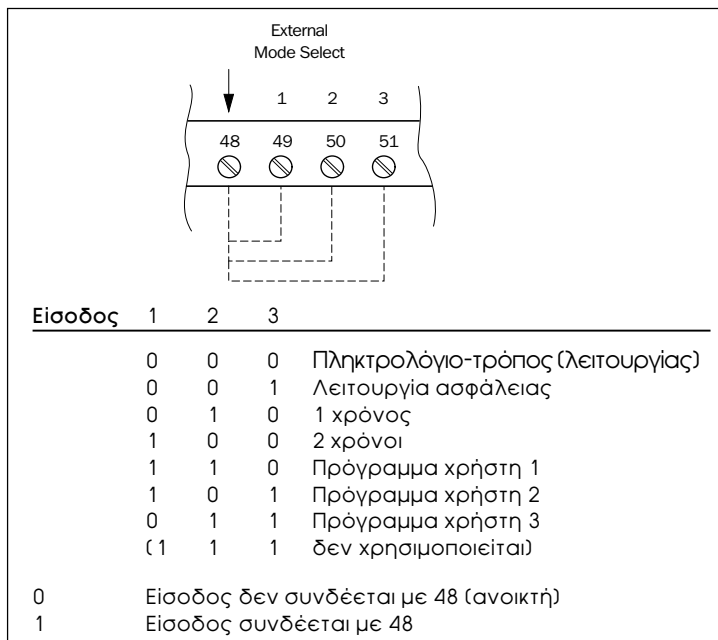 External
Mode Select
1 2 3
48 49 50 51
Είσοδος 1 2 3
0 0 0 Πληκτρολόγιο-τρόπος (λειτουργίας)
0 0 1 Λειτουργία ασφάλειας
0 1 0 1 χρόνος
1 0 0 2 χρόνοι
1 1 0 Πρόγραμμα χρήστη 1
1 0 1 Πρόγραμμα χρήστη 2
0 1 1 Πρόγραμμα χρήστη 3
(1 1 1 δεν χρησιμοποιείται)
0 Είσοδος δεν συνδέεται με 48 (ανοικτή)
1 Είσοδος συνδέεται με 48